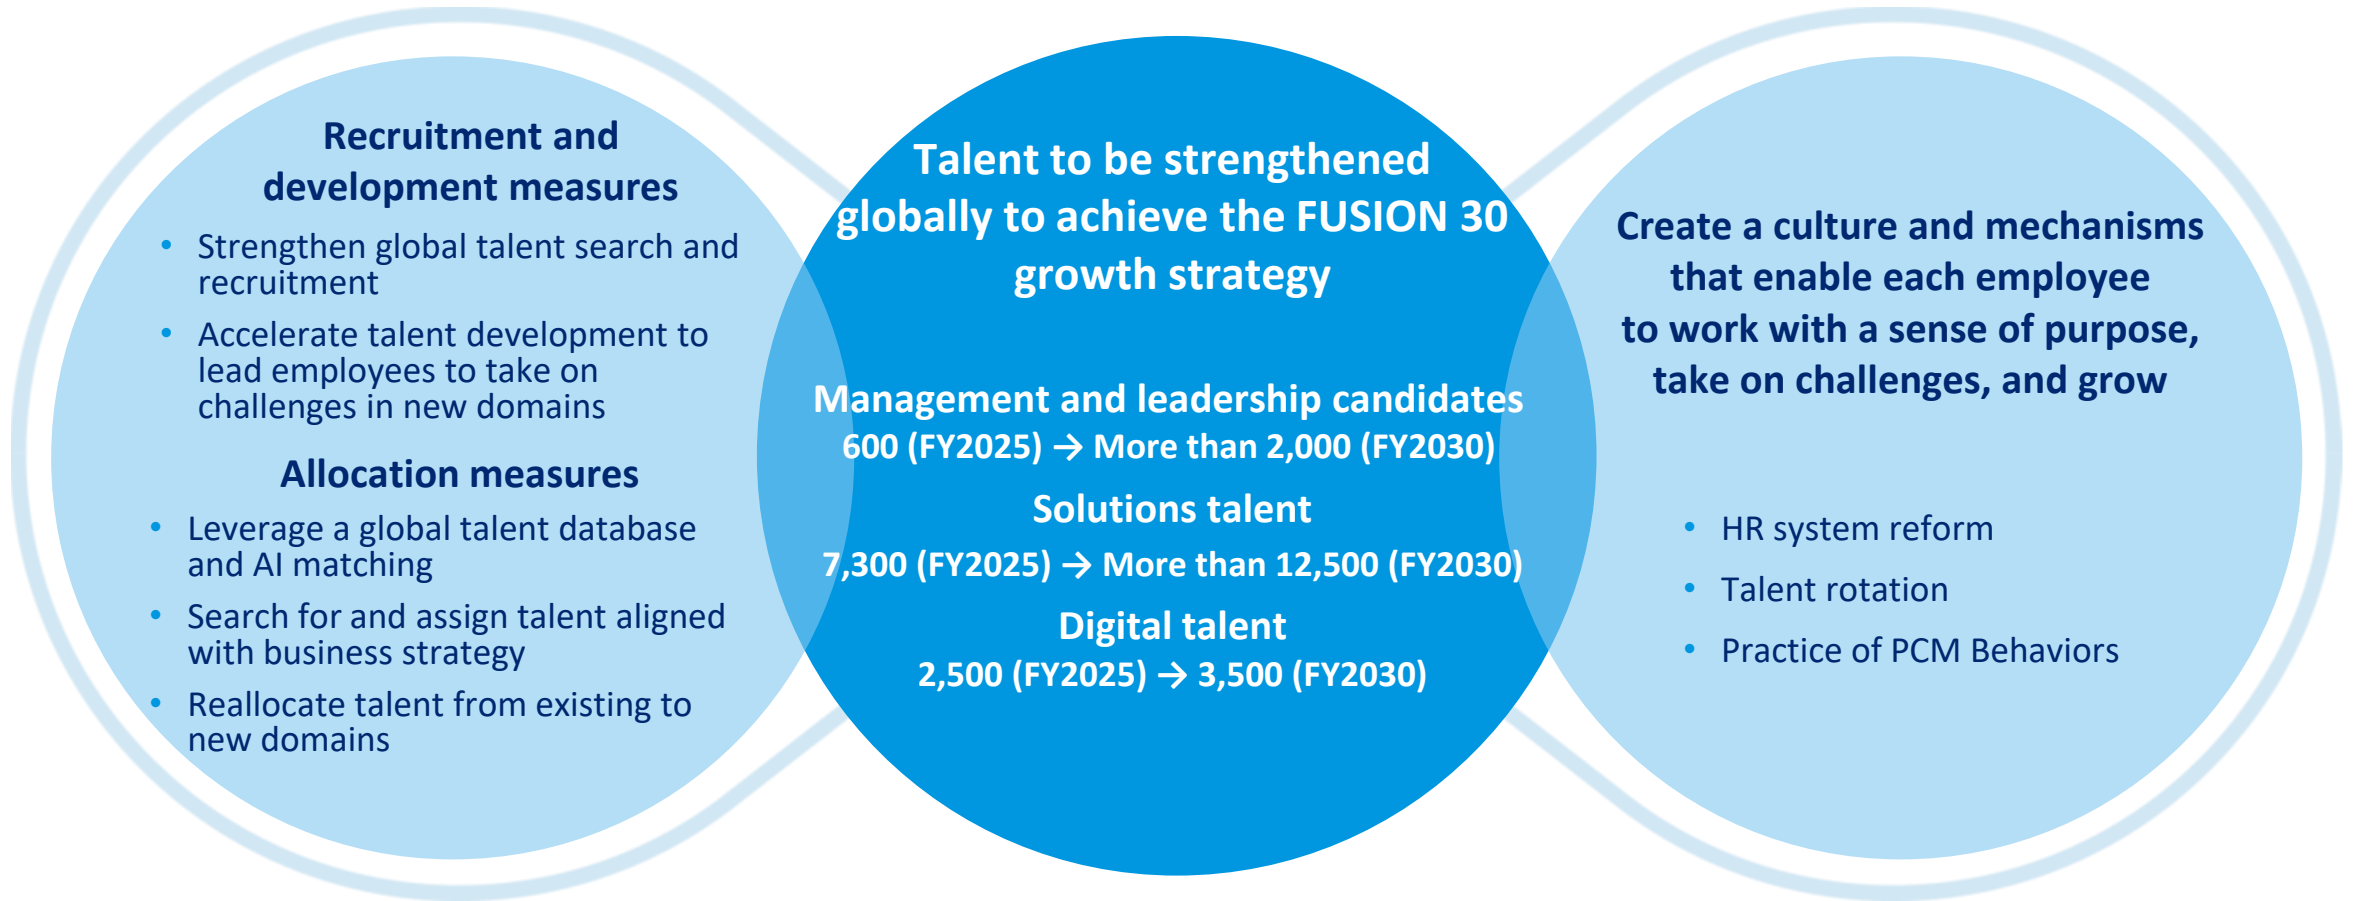 Recruitment and
development measures
• Strengthen global talent search and
recruitment
• Accelerate talent development to
lead employees to take on
challenges in new domains
Allocation measures
• Leverage a global talent database
and AI matching
• Search for and assign talent aligned
with business strategy
• Reallocate talent from existing to
new domains
Talent to be strengthened
globally to achieve the FUSION 30
growth strategy
Management and leadership candidates
600 (FY2025) → More than 2,000 (FY2030)
Solutions talent
7,300 (FY2025) → More than 12,500 (FY2030)
Digital talent
2,500 (FY2025) → 3,500 (FY2030)
Create a culture and mechanisms
that enable each employee
to work with a sense of purpose,
take on challenges, and grow
• HR system reform
• Talent rotation
• Practice of PCM Behaviors